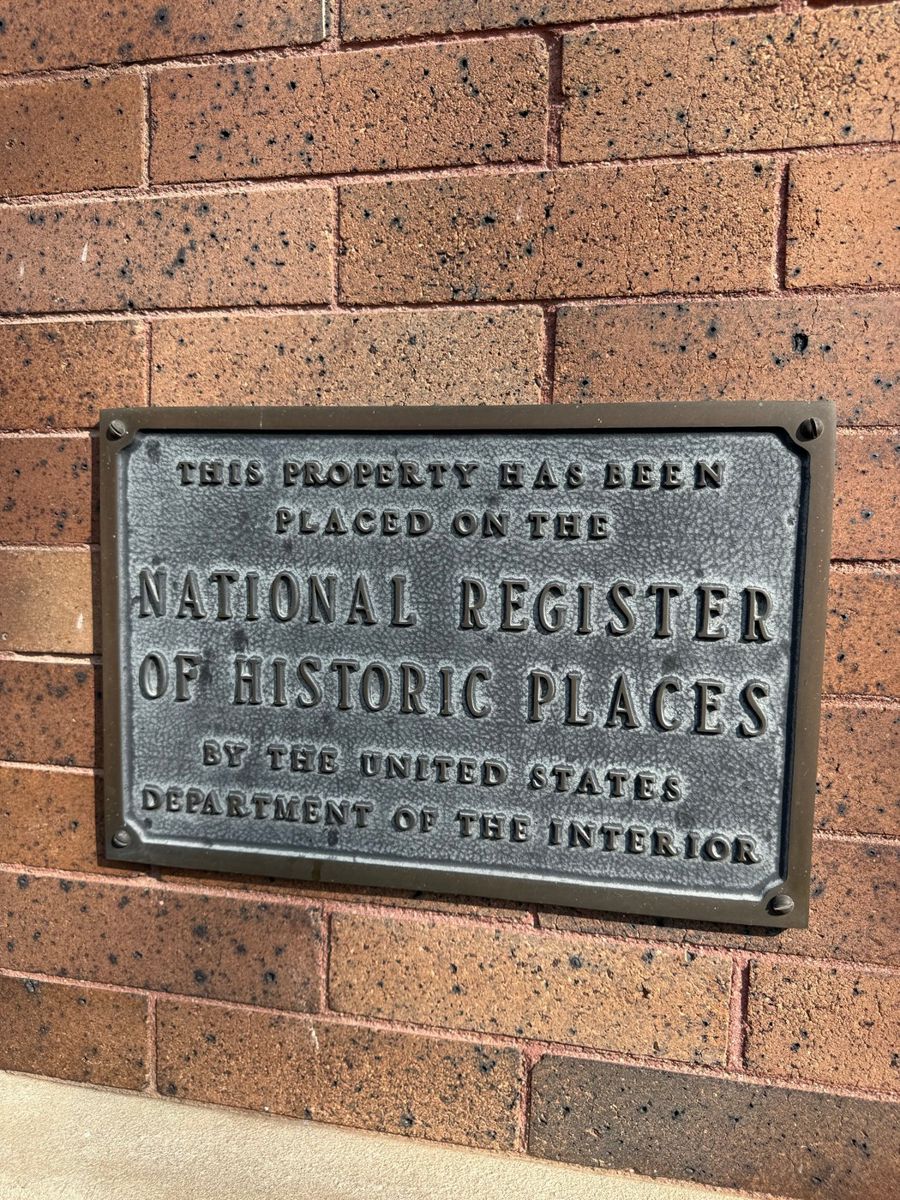 THIS PROPERTY HAS BEEN
PLACED ON THE
NATIONAL REGISTER
OF HISTORIC PLACES
BY THE UNITED STATES
DEPARTMENT OF THE INTERIOR